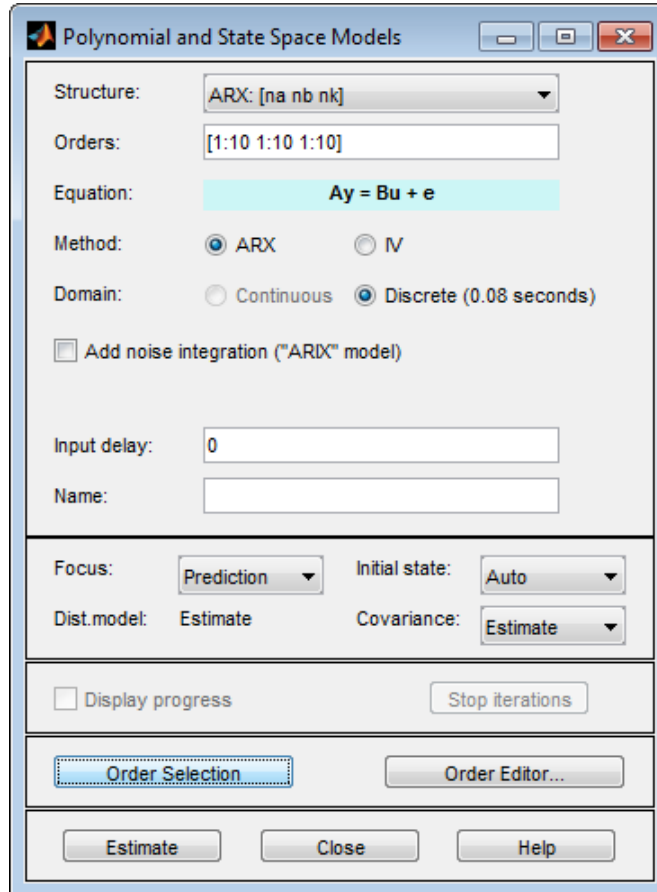 Polynomial and State Space Models
Structure: ARX: [na nb nk]
Orders: [1:10 1:10 1:10]
Equation: Ay = Bu + e
Method: ARX IV
Domain: Continuous Discrete (0.08 seconds)
Add noise integration ("ARIX" model)
Input delay: 0
Name:
Focus: Prediction Initial state: Auto
Dist.model: Estimate Covariance: Estimate
Display progress Stop iterations
Order Selection Order Editor...
Estimate Close Help